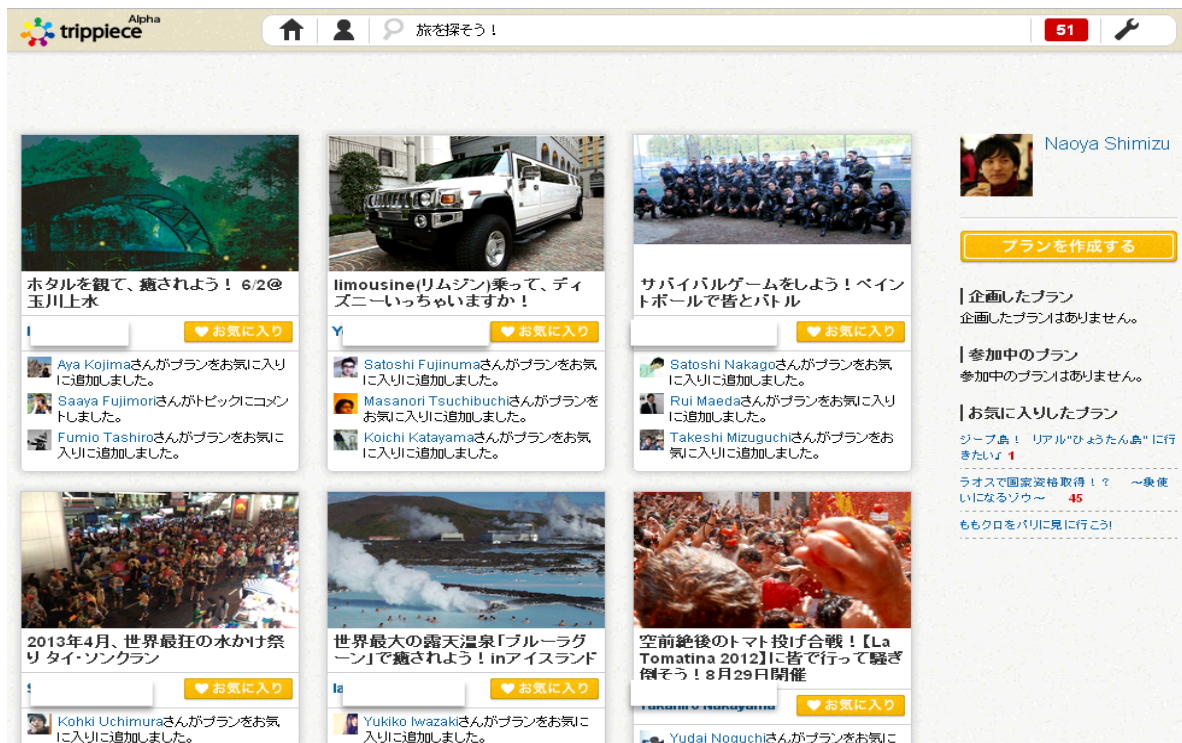 trippiece
Alpha
旅を探そう！
51
ホタルを観て、癒されよう！ 6/2@
玉川上水
お気に入り
Aya Kojimaさんがプランをお気に入り
に追加しました。
Saaya Fujimoriさんがトピックにコメン
トしました。
Fumio Tashiroさんがプランをお気に
入りに追加しました。
limousine(リムジン)乗って、ディ
ズニーいっちゃいますか！
お気に入り
Satoshi Fujinumaさんがプランをお気
に入りに追加しました。
Masanori Tsuchibuchiさんがプランを
お気に入りに追加しました。
Koichi Katayamaさんがプランをお気
に入りに追加しました。
サバイバルゲームをしよう！ペイン
トボールで皆とバトル
お気に入り
Satoshi Nakagoさんがプランをお気
に入りに追加しました。
Rui Maedaさんがプランをお気に入り
に追加しました。
Takeshi Mizuguchiさんがプランをお
気に入りに追加しました。
2013年4月、世界最狂の水かけ祭
り タイ・ソンクラン
お気に入り
Kohki Uchimuraさんがプランをお気
に入りに追加しました。
世界最大の露天温泉「ブルーラグ
ーン」で癒されよう！inアイスランド
お気に入り
Yukiko Iwazakiさんがプランをお気に
入りに追加しました。
空前絶後のトマト投げ合戦！【La
Tomatina 2012】に皆で行って騒ぎ
倒そう！8月29日開催
Takahiro Nakayama
お気に入り
Yudai Noguchiさんがプランをお気に
Naoya Shimizu
プランを作成する
企画したプラン
企画したプランはありません。
参加中のプラン
参加中のプランはありません。
お気に入りしたプラン
ジープ島！ リアル"ひょうたん島"に行
きたい♪ 1
ラオスで国家資格取得！？ ～象使
いになるゾウ～ 45
ももクロをパリに見に行こう!